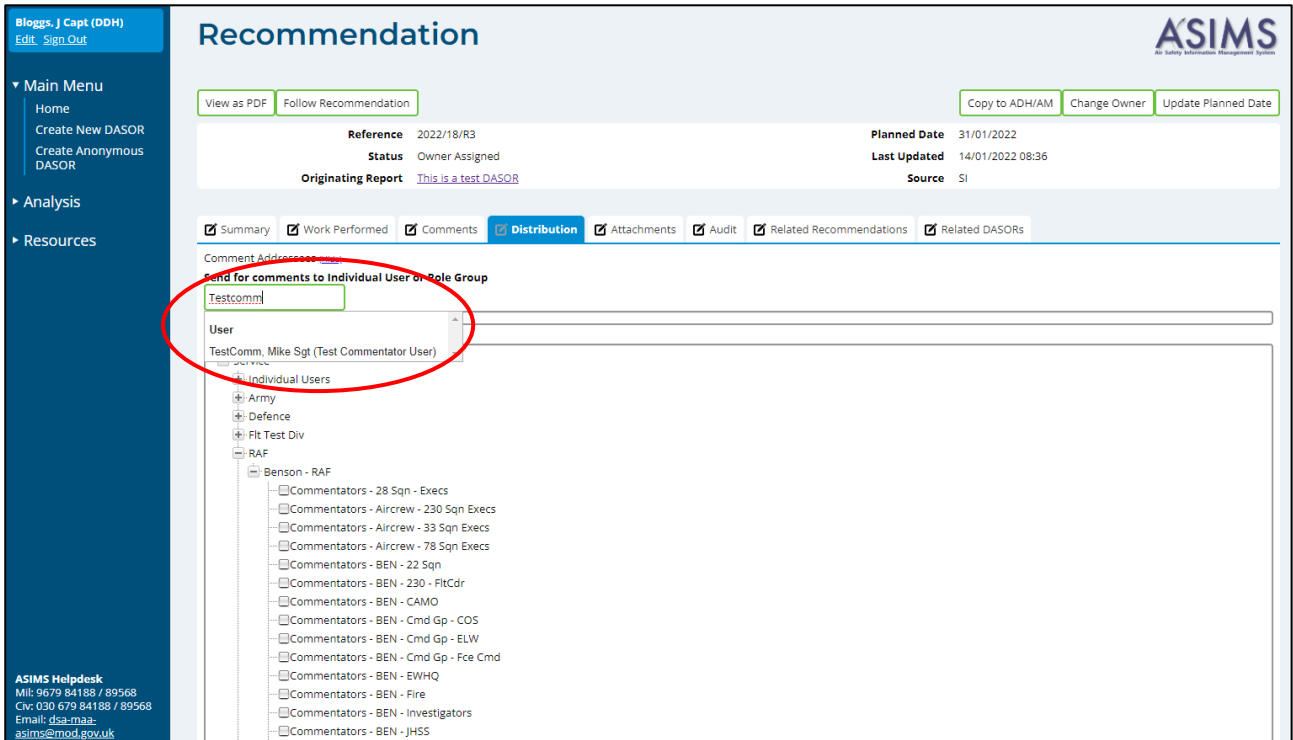 Bloggs, J Capt (DDH)
Edit Sign Out
Main Menu
Home
Create New DASOR
Create Anonymous
DASOR
Analysis
Resources
ASIMS Helpdesk
Mil: 9679 84188 / 89568
Civ: 030 679 84188 / 89568
Email: dsa-maa-
asims@mod.gov.uk
Recommendation
ASIMS
Air Safety Information Management System
View as PDF Follow Recommendation Copy to ADH/AM Change Owner Update Planned Date
Reference 2022/18/R3 Planned Date 31/01/2022
Status Owner Assigned Last Updated 14/01/2022 08:36
Originating Report This is a test DASOR Source SI
Summary Work Performed Comments Distribution Attachments Audit Related Recommendations Related DASORs
Comment Addressees
Send for comments to Individual User or Role Group
Testcomm
User
TestComm, Mike Sgt (Test Commentator User)
Service
Individual Users
Army
Defence
Flt Test Div
RAF
Benson - RAF
Commentators - 28 Sqn - Execs
Commentators - Aircrew - 230 Sqn Execs
Commentators - Aircrew - 33 Sqn Execs
Commentators - Aircrew - 78 Sqn Execs
Commentators - BEN - 22 Sqn
Commentators - BEN - 230 - FltCdr
Commentators - BEN - CAMO
Commentators - BEN - Cmd Gp - COS
Commentators - BEN - Cmd Gp - ELW
Commentators - BEN - Cmd Gp - Fce Cmd
Commentators - BEN - EWHQ
Commentators - BEN - Fire
Commentators - BEN - Investigators
Commentators - BEN - JHSS